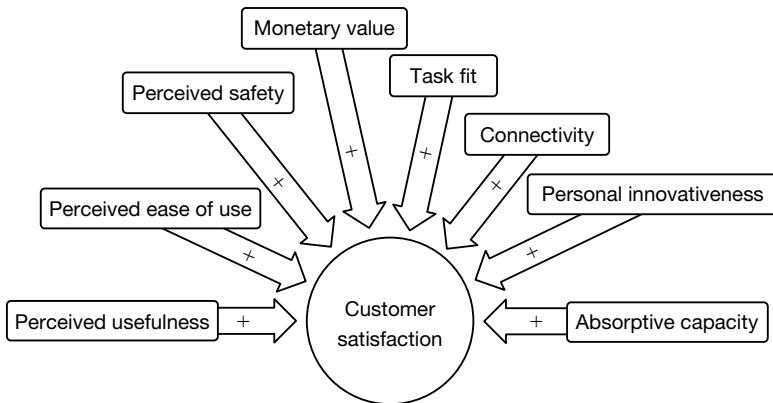 Monetary value
Task fit
Perceived safety
Connectivity
Personal innovativeness
Perceived ease of use
Perceived usefulness
Absorptive capacity
Customer
satisfaction
+
+
+
+
+
+
+
+